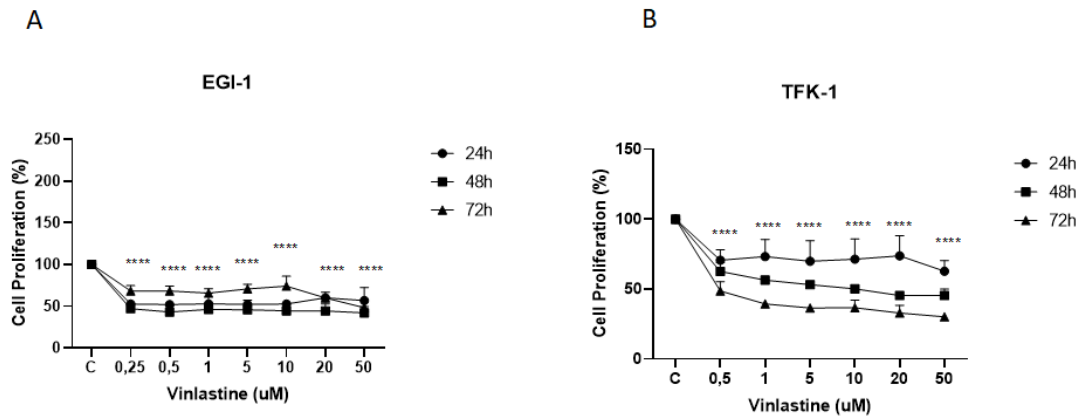 A
EGI-1
250
200
150
100
50
0
Cell Proliferation (%)
**** **** **** **** **** **** ****
C 0,25 0,5 1 5 10 20 50
Vinlastine (uM)
24h
48h
72h
B
TFK-1
150
100
50
0
Cell Proliferation (%)
**** **** **** **** **** ****
C 0,5 1 5 10 20 50
Vinlastine (uM)
24h
48h
72h